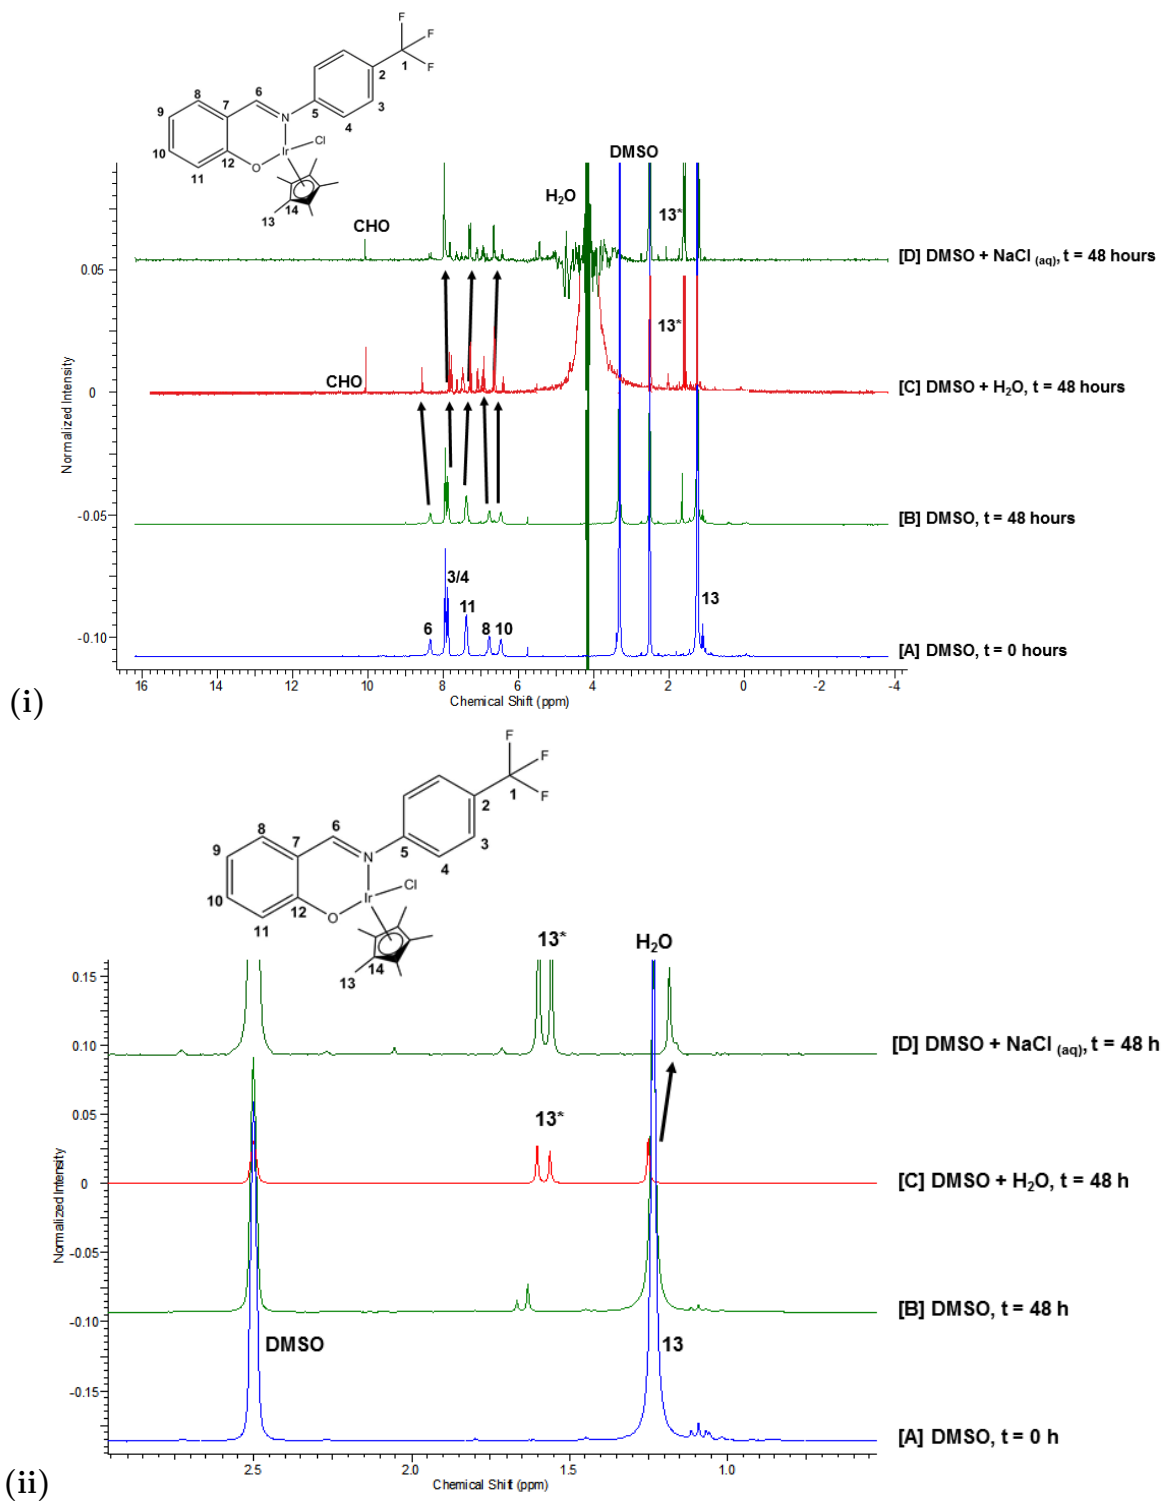 F
F
F
1
2
3
4
5
6
7
8
9
10
11
12
N
Cl
Ir
O
13
14
DMSO
H2O
13*
CHO
[D] DMSO + NaCl (aq), t = 48 hours
0.05
13*
CHO
0
[C] DMSO + H2O, t = 48 hours
Normalized Intensity
-0.05
[B] DMSO, t = 48 hours
3/4
11
13
6
8
10
-0.10
[A] DMSO, t = 0 hours
16 14 12 10 8 6 4 2 0 -2 -4
Chemical Shift (ppm)
(i)
F
F
F
1
2
3
4
5
6
7
8
9
10
11
12
N
Cl
Ir
O
13
14
13*
H2O
0.15
0.10
[D] DMSO + NaCl (aq), t = 48 h
0.05
13*
0
[C] DMSO + H2O, t = 48 h
Normalized Intensity
-0.05
-0.10
[B] DMSO, t = 48 h
DMSO
13
-0.15
[A] DMSO, t = 0 h
2.5 2.0 1.5 1.0
Chemical Shift (ppm)
(ii)